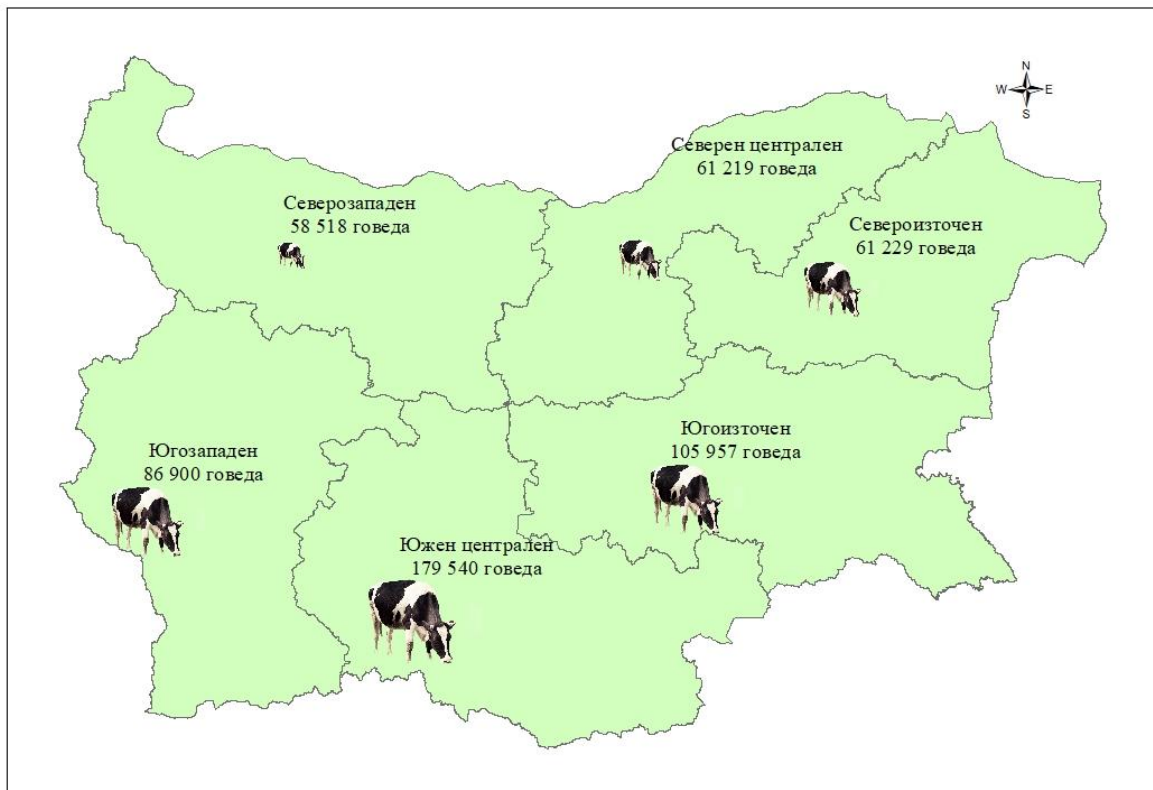 N
W E
S
Северен централен
61 219 говеда
Северозападен
58 518 говеда
Североизточен
61 229 говеда
Югозападен
86 900 говеда
Югоизточен
105 957 говеда
Южен централен
179 540 говеда